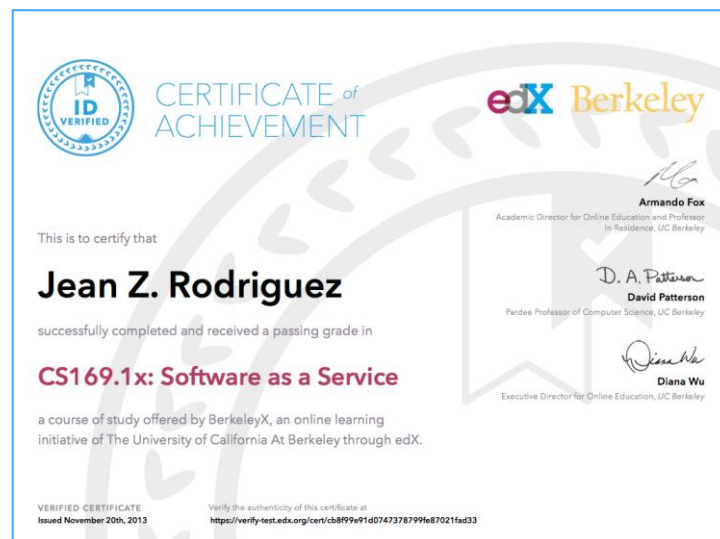 ID
VERIFIED
CERTIFICATE of
ACHIEVEMENT
edX Berkeley
Armando Fox
Academic Director for Online Education and Professor
In Residence, UC Berkeley
This is to certify that
Jean Z. Rodriguez
D. A. Patterson
David Patterson
Pardee Professor of Computer Science, UC Berkeley
successfully completed and received a passing grade in
CS169.1x: Software as a Service
Diana Wu
Diana Wu
Executive Director for Online Education, UC Berkeley
a course of study offered by BerkeleyX, an online learning
initiative of The University of California At Berkeley through edX.
VERIFIED CERTIFICATE
Issued November 20th, 2013
Verify the authenticity of this certificate at
https://verify-test.edx.org/cert/cb8f99e91d0747378799fe87021fad33